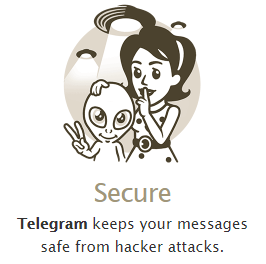 Secure
Telegram keeps your messages
safe from hacker attacks.